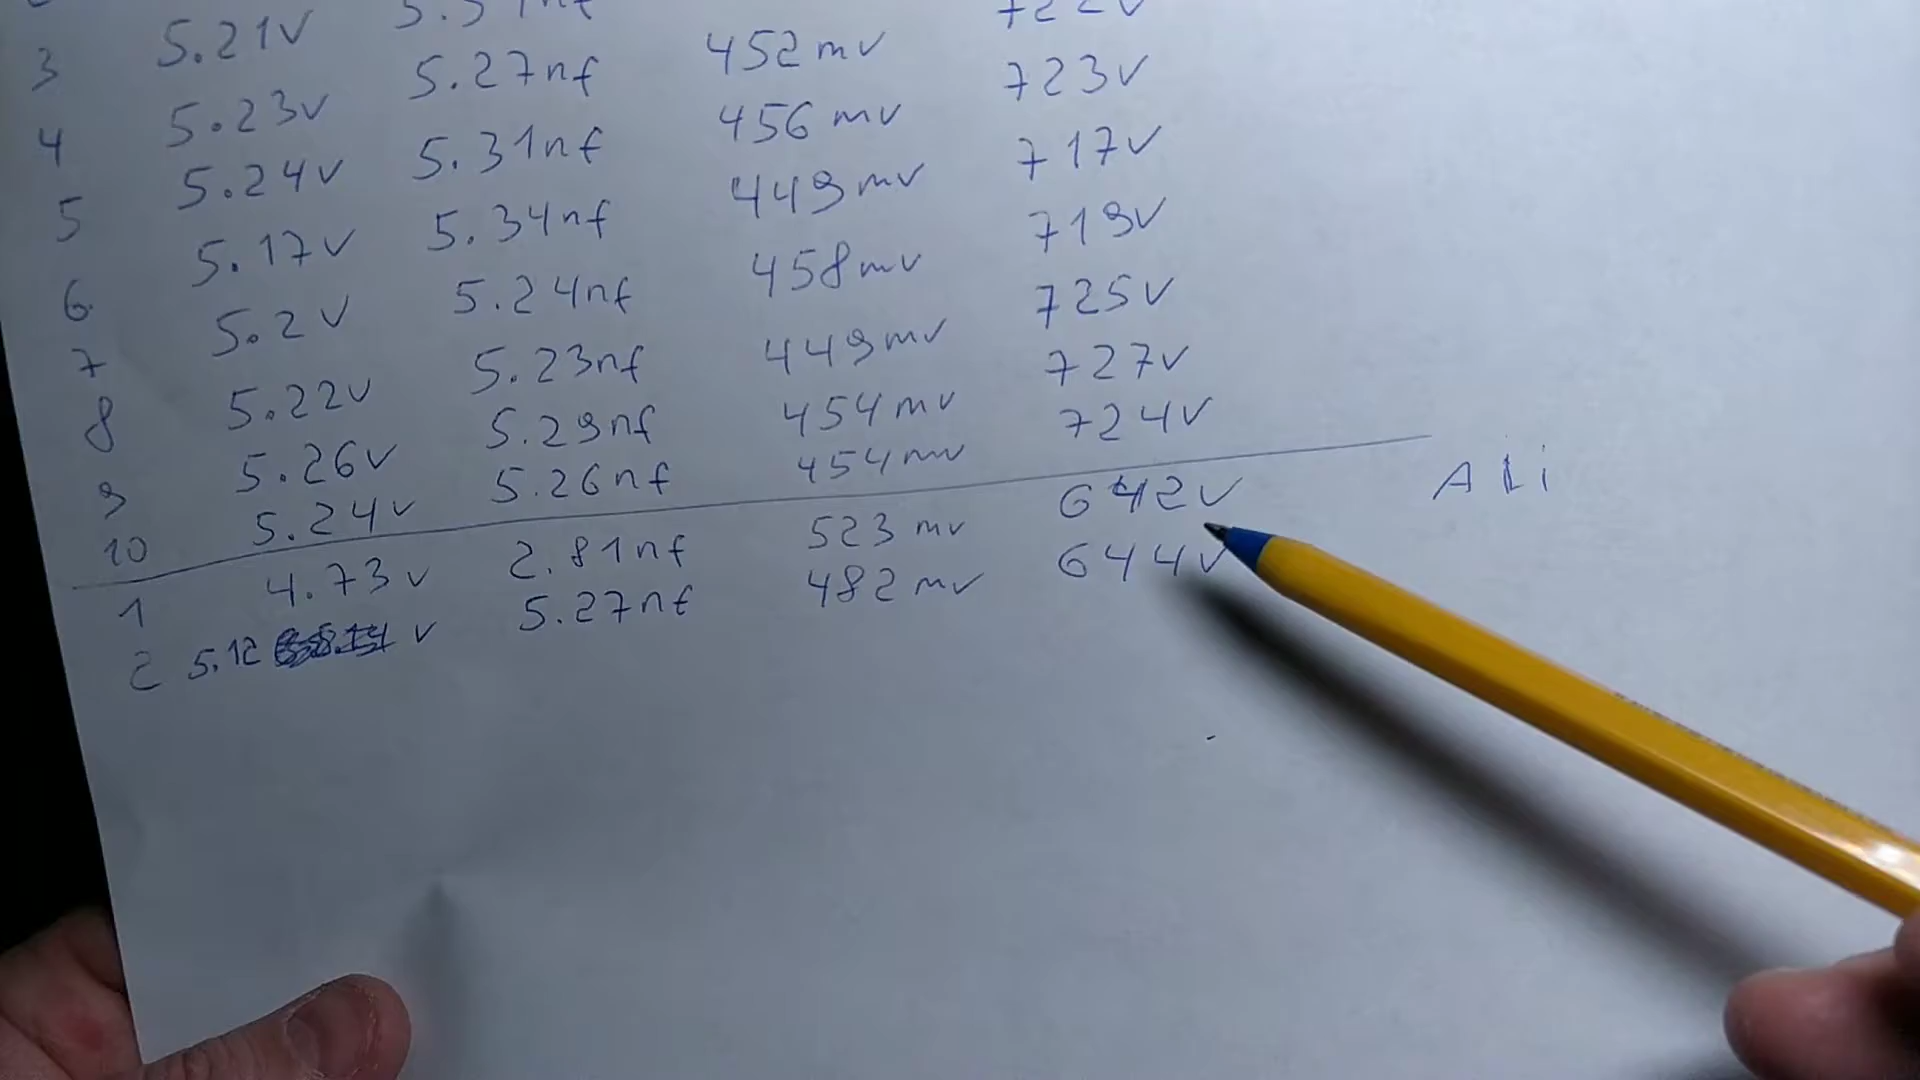 3 5.21v
4 5.23v 5.27nf 452mv 722v
5 5.24v 5.31nf 456mv 723v
6 5.17v 5.34nf 449mv 717v
7 5.2v 5.24nf 458mv 719v
8 5.22v 5.23nf 449mv 725v
9 5.26v 5.29nf 454mv 727v
10 5.24v 5.26nf 454mv 724v
1 4.73v 2.81nf 523mv 642v Ali
2 5.12 v 5.27nf 482mv 644v